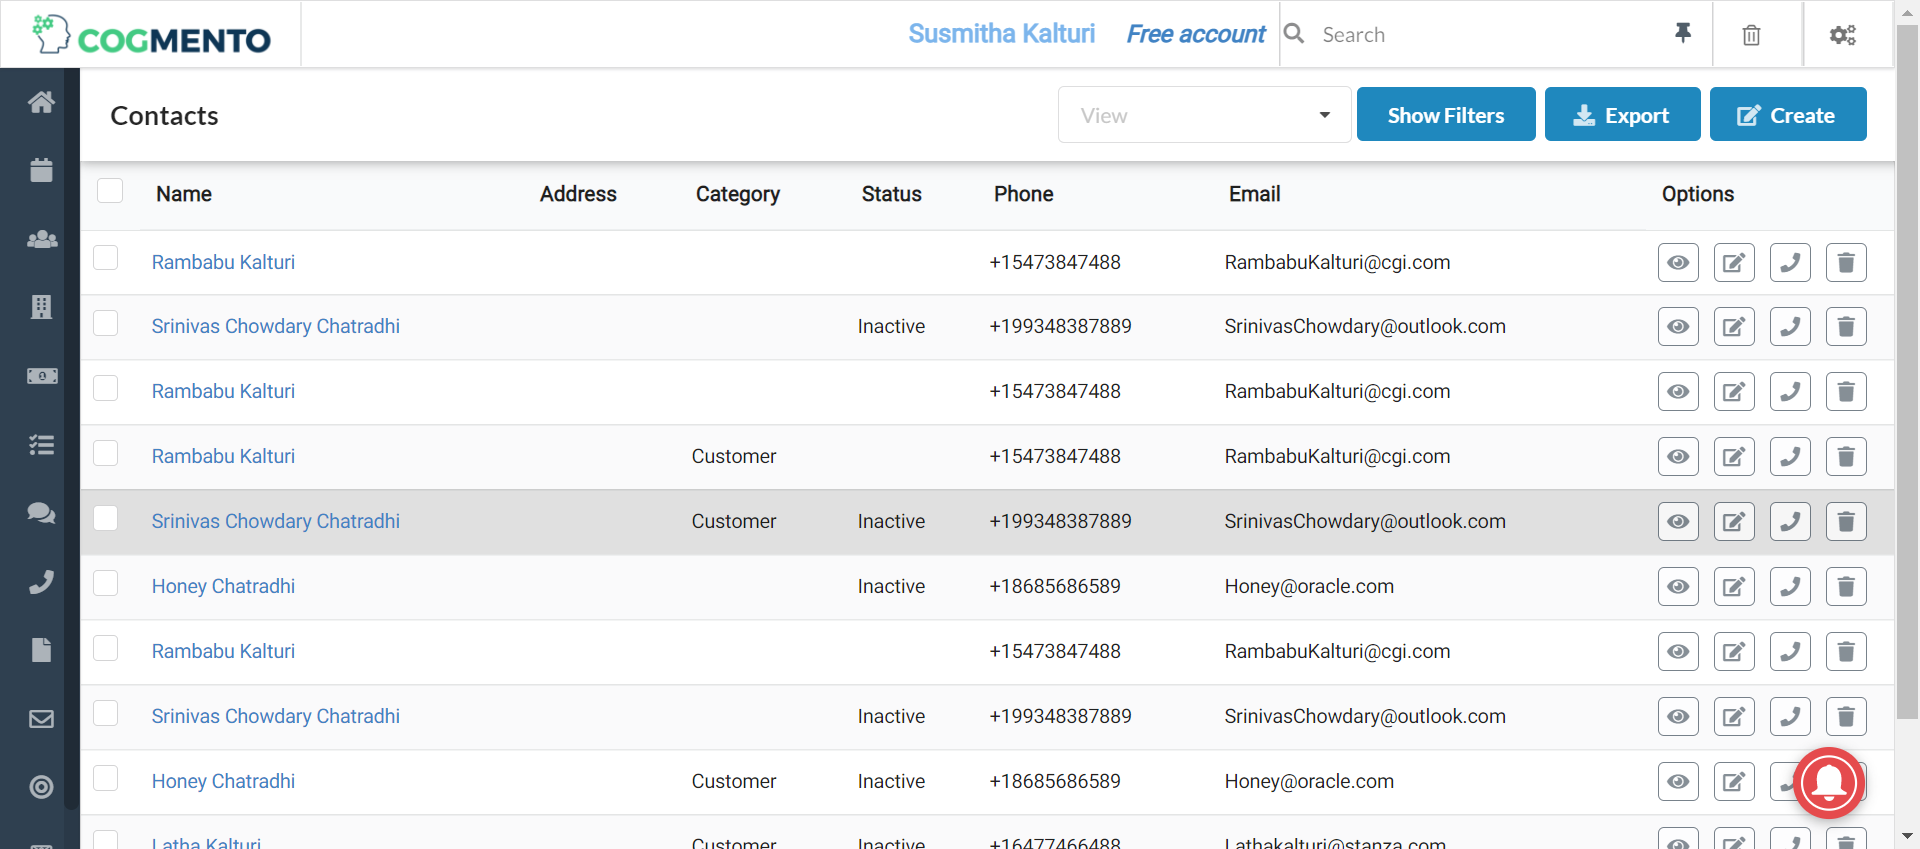 COGMENTO
Susmitha Kalturi Free account Search
Contacts View Show Filters Export Create
Name Address Category Status Phone Email Options
Rambabu Kalturi +15473847488 RambabuKalturi@cgi.com
Srinivas Chowdary Chatradhi Inactive +199348387889 SrinivasChowdary@outlook.com
Rambabu Kalturi +15473847488 RambabuKalturi@cgi.com
Rambabu Kalturi Customer +15473847488 RambabuKalturi@cgi.com
Srinivas Chowdary Chatradhi Customer Inactive +199348387889 SrinivasChowdary@outlook.com
Honey Chatradhi Inactive +18685686589 Honey@oracle.com
Rambabu Kalturi +15473847488 RambabuKalturi@cgi.com
Srinivas Chowdary Chatradhi Inactive +199348387889 SrinivasChowdary@outlook.com
Honey Chatradhi Customer Inactive +18685686589 Honey@oracle.com
Latha Kalturi Customer Inactive +16477466488 Lathakalturi@stanza.com